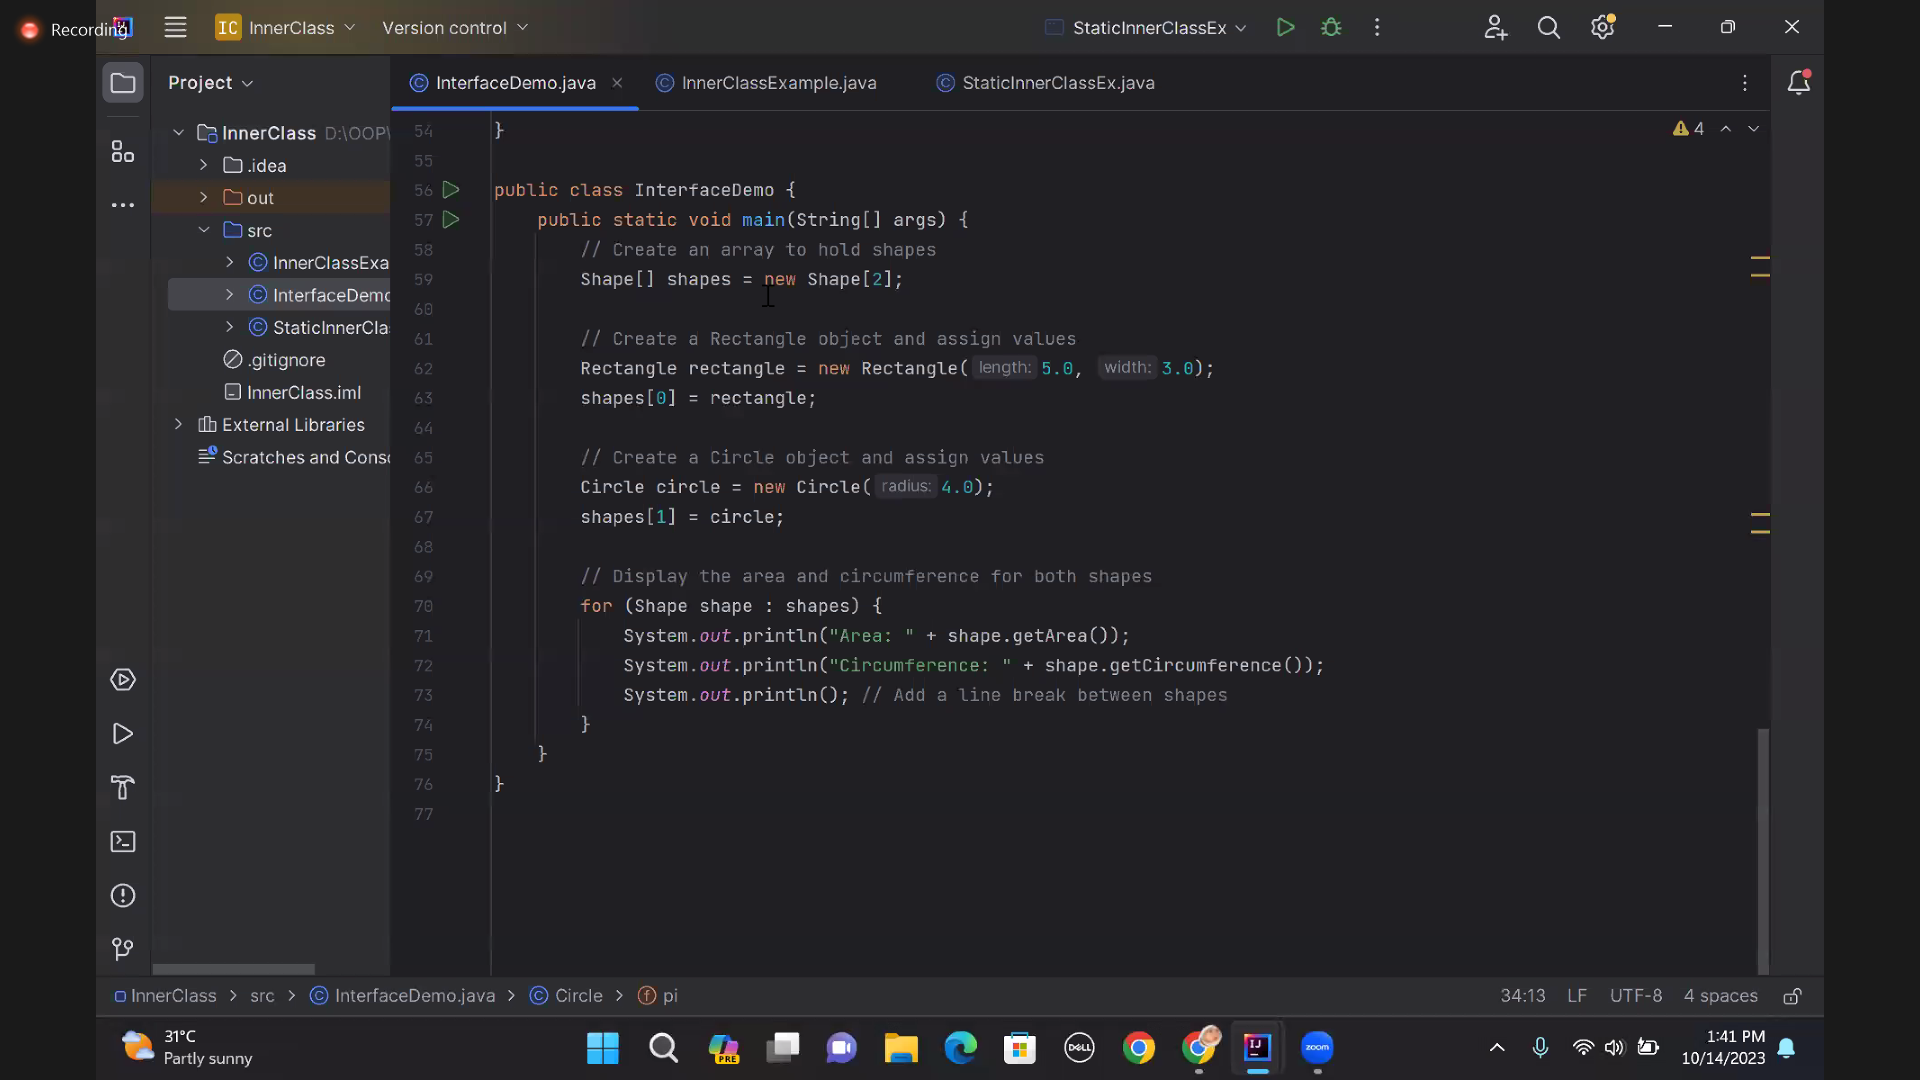 Recording
IC InnerClass
Version control
StaticInnerClassEx
Project
InterfaceDemo.java
InnerClassExample.java
StaticInnerClassEx.java
InnerClass D:\OOP\
.idea
out
src
InnerClassExa
InterfaceDemo
StaticInnerCla
.gitignore
InnerClass.iml
External Libraries
Scratches and Conso
4
54 }
55
56 public class InterfaceDemo {
57 public static void main(String[] args) {
58 // Create an array to hold shapes
59 Shape[] shapes = new Shape[2];
60
61 // Create a Rectangle object and assign values
62 Rectangle rectangle = new Rectangle( length: 5.0, width: 3.0);
63 shapes[0] = rectangle;
64
65 // Create a Circle object and assign values
66 Circle circle = new Circle( radius: 4.0);
67 shapes[1] = circle;
68
69 // Display the area and circumference for both shapes
70 for (Shape shape : shapes) {
71 System.out.println("Area: " + shape.getArea());
72 System.out.println("Circumference: " + shape.getCircumference());
73 System.out.println(); // Add a line break between shapes
74 }
75 }
76 }
77
InnerClass > src > InterfaceDemo.java > Circle > pi
34:13 LF UTF-8 4 spaces
31°C
Partly sunny
PRE
DELL
zoom
1:41 PM
10/14/2023